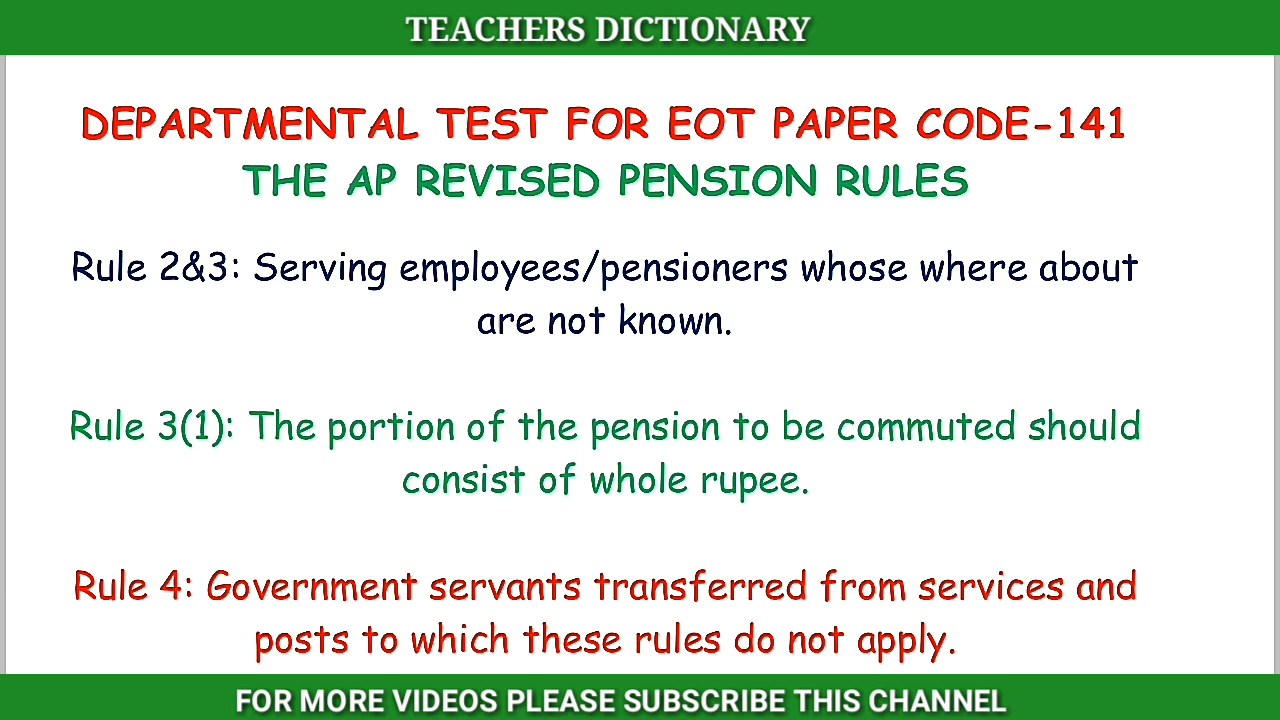 TEACHERS DICTIONARY
DEPARTMENTAL TEST FOR EOT PAPER CODE-141
THE AP REVISED PENSION RULES
Rule 2&3: Serving employees/pensioners whose where about
are not known.
Rule 3(1): The portion of the pension to be commuted should
consist of whole rupee.
Rule 4: Government servants transferred from services and
posts to which these rules do not apply.
FOR MORE VIDEOS PLEASE SUBSCRIBE THIS CHANNEL